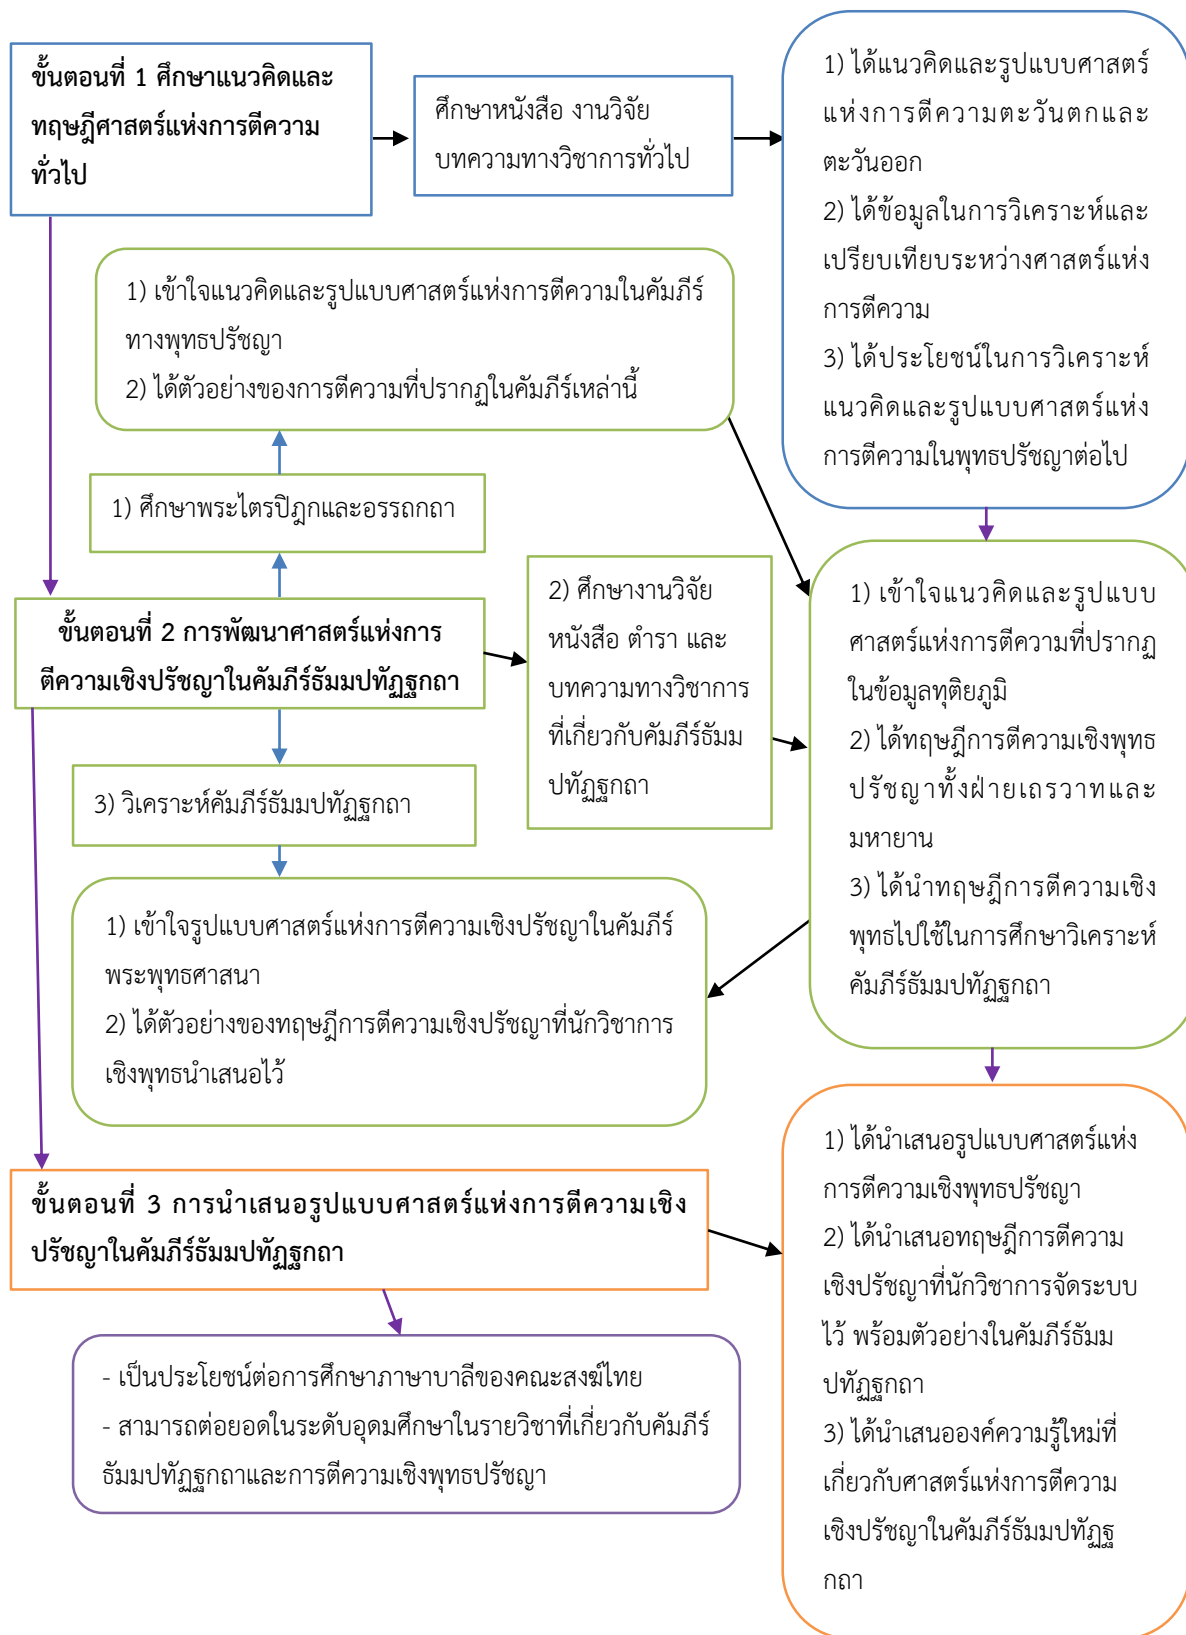 ขั้นตอนที่ 1 ศึกษาแนวคิดและ
ทฤษฎีศาสตร์แห่งการตีความ
ทั่วไป
ศึกษาหนังสือ งานวิจัย
บทความทางวิชาการทั่วไป
1) ได้แนวคิดและรูปแบบศาสตร์
แห่งการตีความตะวันตกและ
ตะวันออก
2) ได้ข้อมูลในการวิเคราะห์และ
เปรียบเทียบระหว่างศาสตร์แห่ง
การตีความ
3) ได้ประโยชน์ในการวิเคราะห์
แนวคิดและรูปแบบศาสตร์แห่ง
การตีความในพุทธปรัชญาต่อไป
1) เข้าใจแนวคิดและรูปแบบศาสตร์แห่งการตีความในคัมภีร์
ทางพุทธปรัชญา
2) ได้ตัวอย่างของการตีความที่ปรากฏในคัมภีร์เหล่านี้
1) ศึกษาพระไตรปิฎกและอรรถกถา
ขั้นตอนที่ 2 การพัฒนาศาสตร์แห่งการ
ตีความเชิงปรัชญาในคัมภีร์ธัมมปทัฏฐกถา
2) ศึกษางานวิจัย
หนังสือ ตำรา และ
บทความทางวิชาการ
ที่เกี่ยวกับคัมภีร์ธัมม
ปทัฏฐกถา
1) เข้าใจแนวคิดและรูปแบบ
ศาสตร์แห่งการตีความที่ปรากฏ
ในข้อมูลทุติยภูมิ
2) ได้ทฤษฎีการตีความเชิงพุทธ
ปรัชญาทั้งฝ่ายเถรวาทและ
มหายาน
3) ได้นำทฤษฎีการตีความเชิง
พุทธไปใช้ในการศึกษาวิเคราะห์
คัมภีร์ธัมมปทัฏฐกถา
3) วิเคราะห์คัมภีร์ธัมมปทัฏฐกถา
1) เข้าใจรูปแบบศาสตร์แห่งการตีความเชิงปรัชญาในคัมภีร์
พระพุทธศาสนา
2) ได้ตัวอย่างของทฤษฎีการตีความเชิงปรัชญาที่นักวิชาการ
เชิงพุทธนำเสนอไว้
ขั้นตอนที่ 3 การนำเสนอรูปแบบศาสตร์แห่งการตีความเชิง
ปรัชญาในคัมภีร์ธัมมปทัฏฐกถา
1) ได้นำเสนอรูปแบบศาสตร์แห่ง
การตีความเชิงพุทธปรัชญา
2) ได้นำเสนอทฤษฎีการตีความ
เชิงปรัชญาที่นักวิชาการจัดระบบ
ไว้ พร้อมตัวอย่างในคัมภีร์ธัมม
ปทัฏฐกถา
3) ได้นำเสนอองค์ความรู้ใหม่ที่
เกี่ยวกับศาสตร์แห่งการตีความ
เชิงปรัชญาในคัมภีร์ธัมมปทัฏฐ
กถา
- เป็นประโยชน์ต่อการศึกษาภาษาบาลีของคณะสงฆ์ไทย
- สามารถต่อยอดในระดับอุดมศึกษาในรายวิชาที่เกี่ยวกับคัมภีร์
ธัมมปทัฏฐกถาและการตีความเชิงพุทธปรัชญา